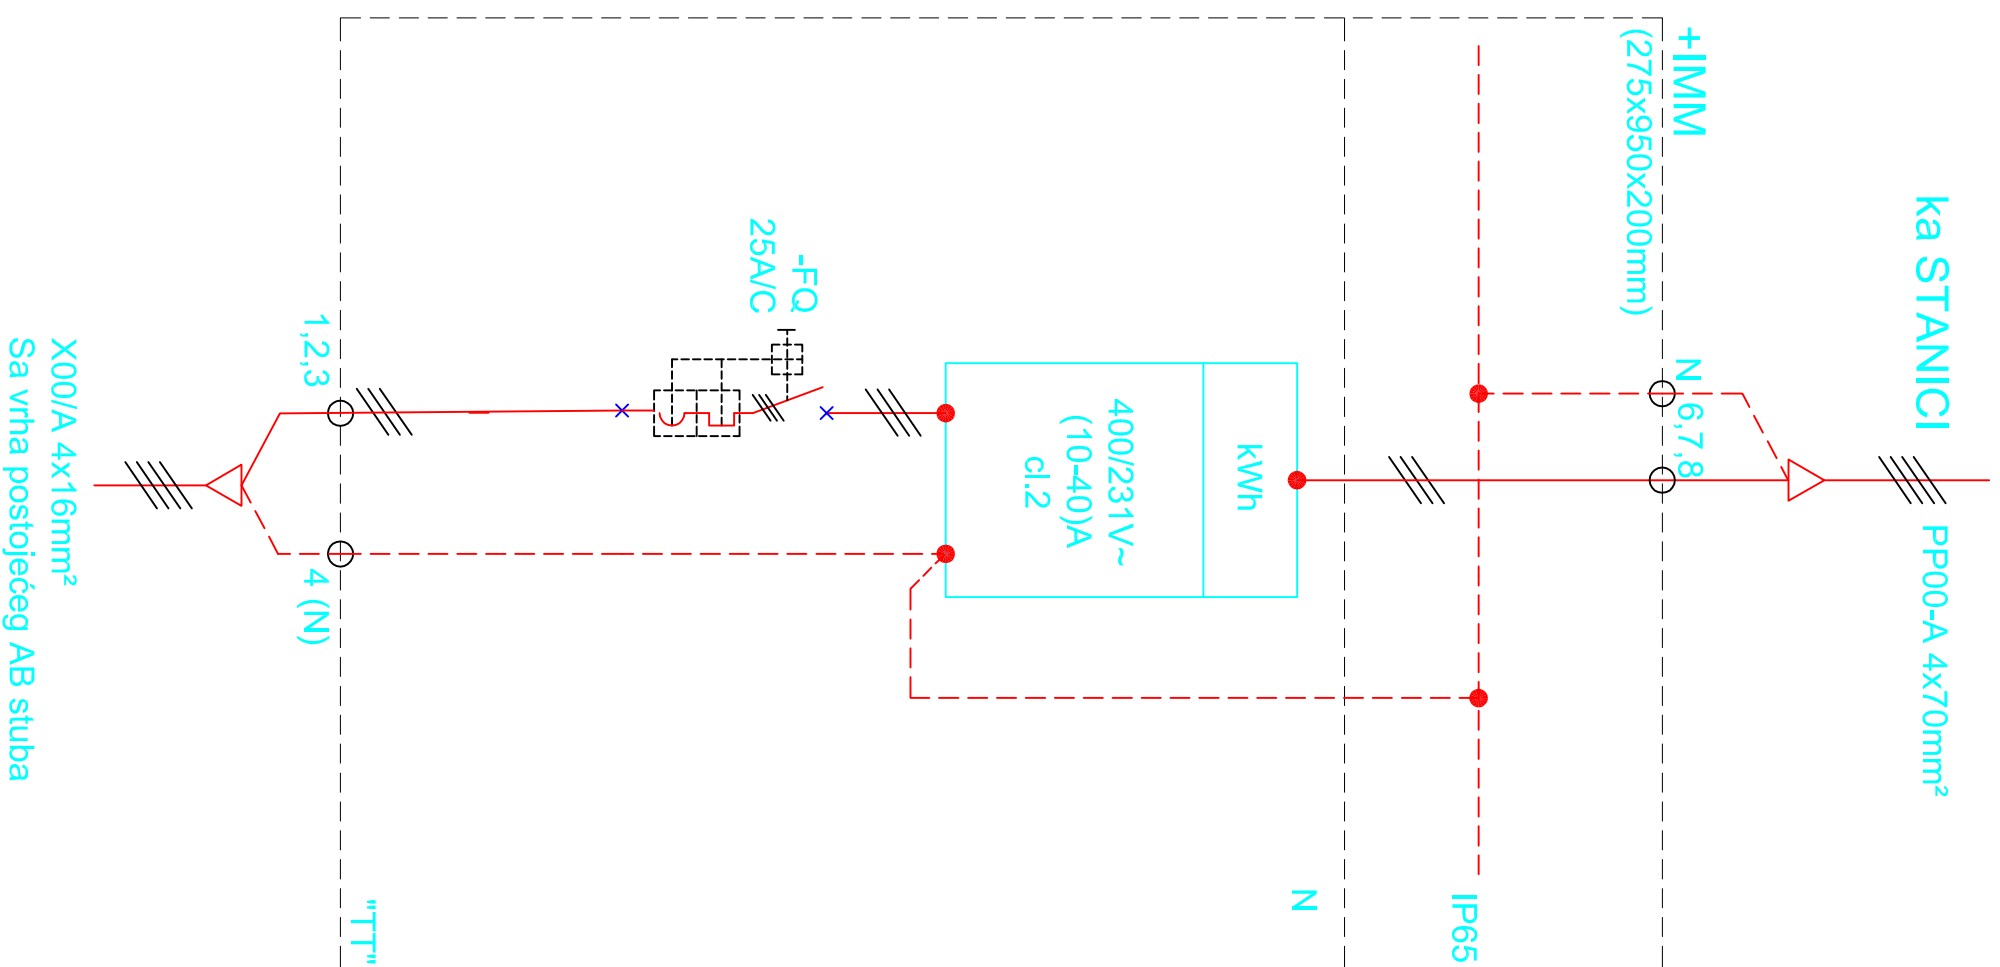 ka STANICI
PP00-A 4x70mm²
+IMM
(275x950x200mm)
N
6,7,8
IP65
N
kWh
400/231V~
(10-40)A
cl.2
-FQ
25A/C
"TT"
1,2,3
4 (N)
X00/A 4x16mm²
Sa vrha postojećeg AB stuba